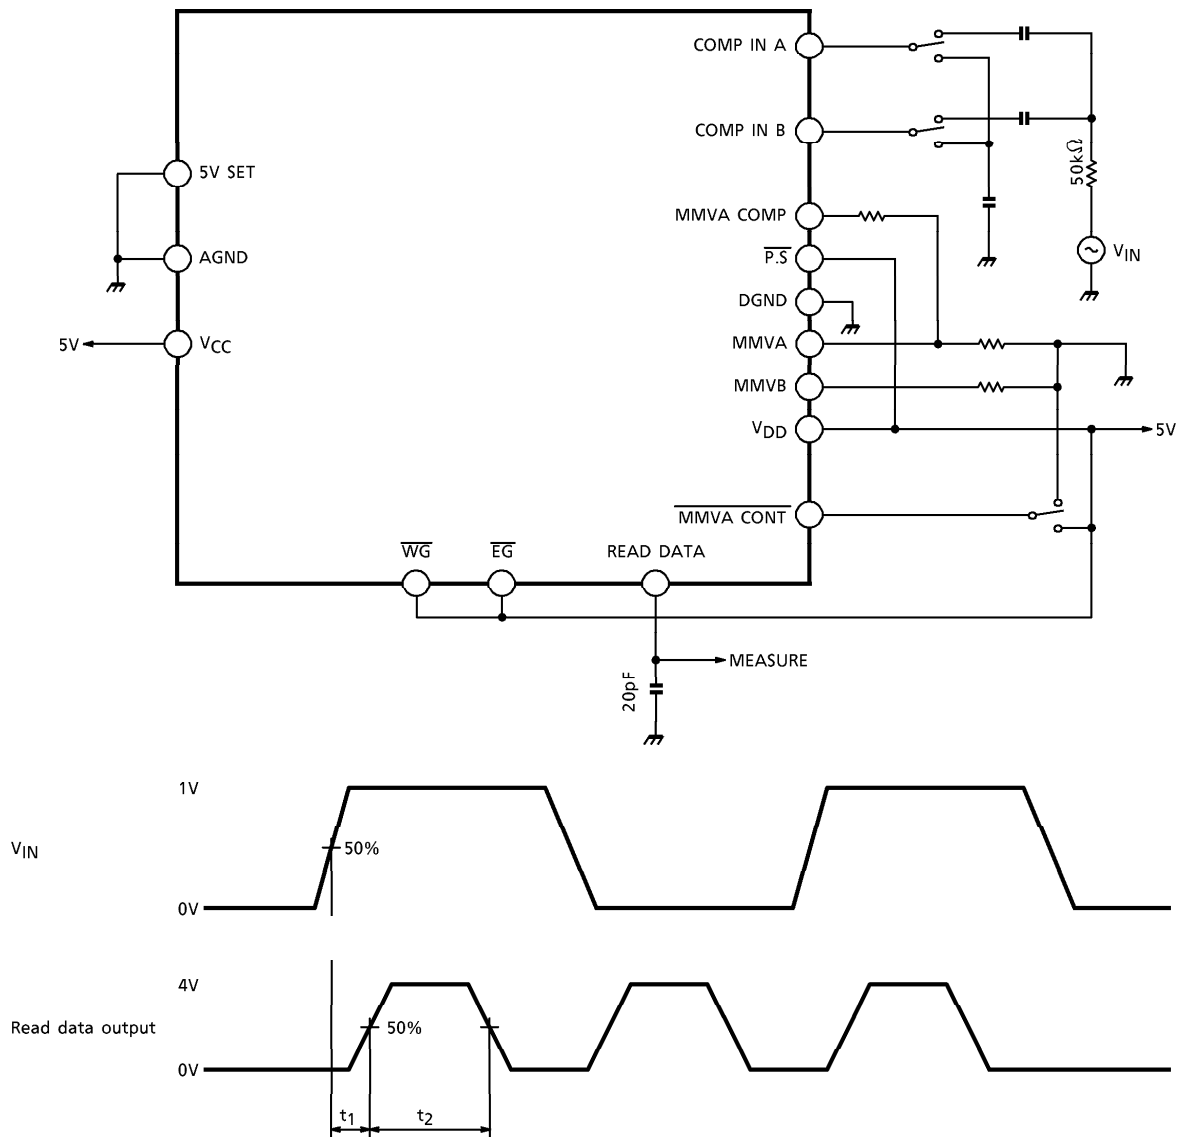 COMP IN A
COMP IN B
50kΩ
5V SET
MMVA COMP
P.S
VIN
AGND
DGND
5V
VCC
MMVA
MMVB
VDD
5V
MMVA CONT
WG
EG
READ DATA
MEASURE
20pF
1V
VIN
50%
0V
4V
Read data output
50%
0V
t1
t2